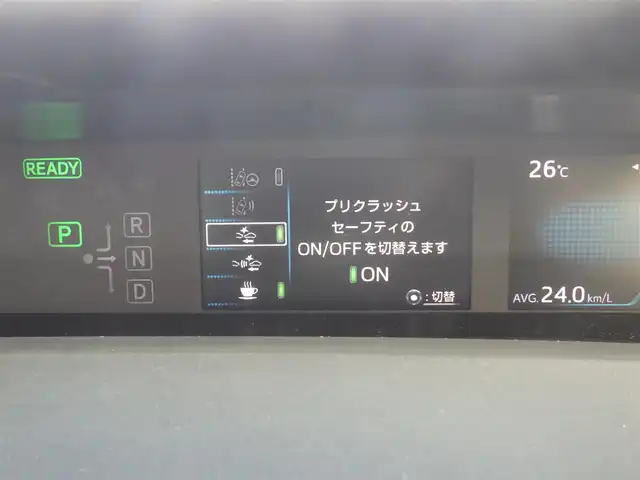 READY
P
R
N
D
プリクラッシュ
セーフティの
ON/OFFを切替えます
ON
:切替
26℃
AVG. 24.0 km/L